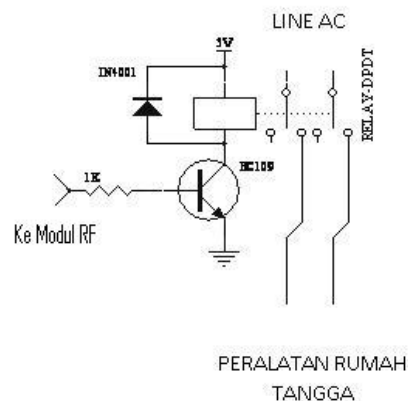 LINE AC
5V
IN4001
RELAY-DPDT
BC109
1K
Ke Modul RF
PERALATAN RUMAH
TANGGA